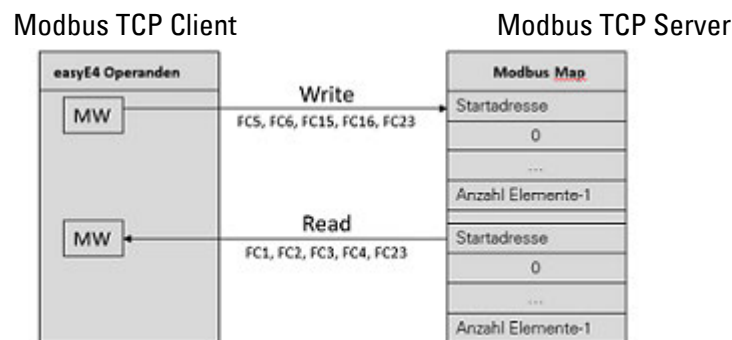 Modbus TCP Client
Modbus TCP Server
easyE4 Operanden
MW
Write
FC5, FC6, FC15, FC16, FC23
Modbus Map
Startadresse
0
...
Anzahl Elemente-1
MW
Read
FC1, FC2, FC3, FC4, FC23
Startadresse
0
...
Anzahl Elemente-1